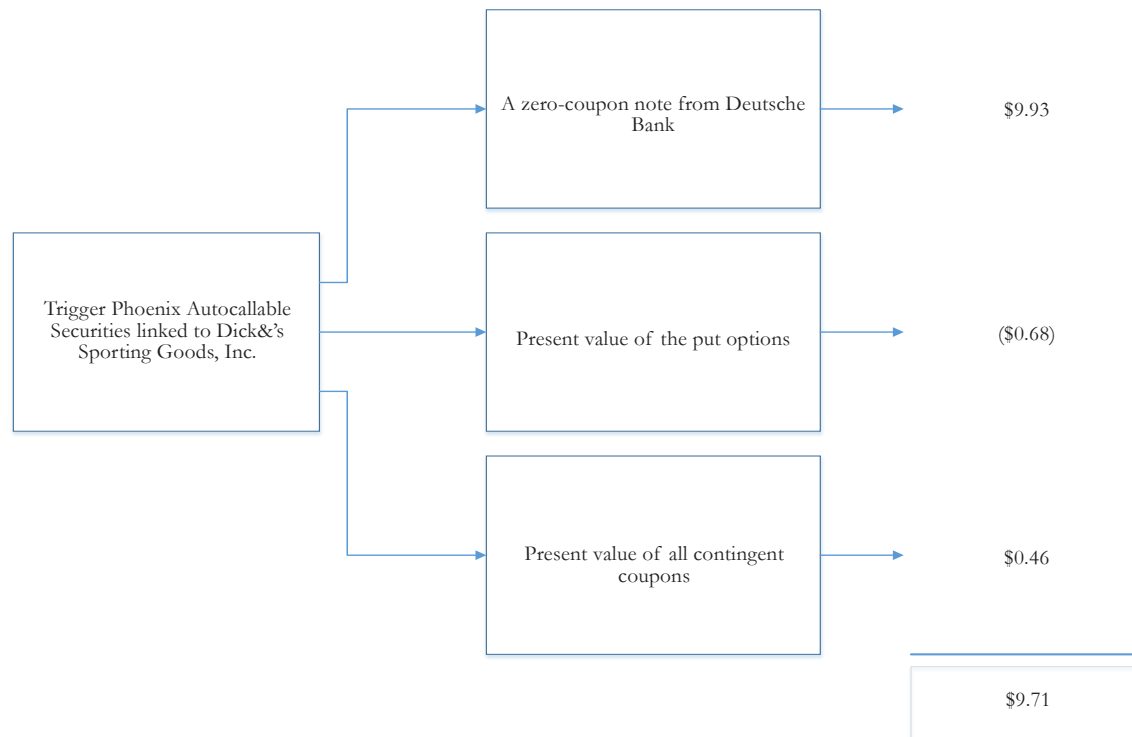 A zero-coupon note from Deutsche
Bank
$9.93
Trigger Phoenix Autocallable
Securities linked to Dick&’s
Sporting Goods, Inc.
Present value of the put options
($0.68)
Present value of all contingent
coupons
$0.46
$9.71